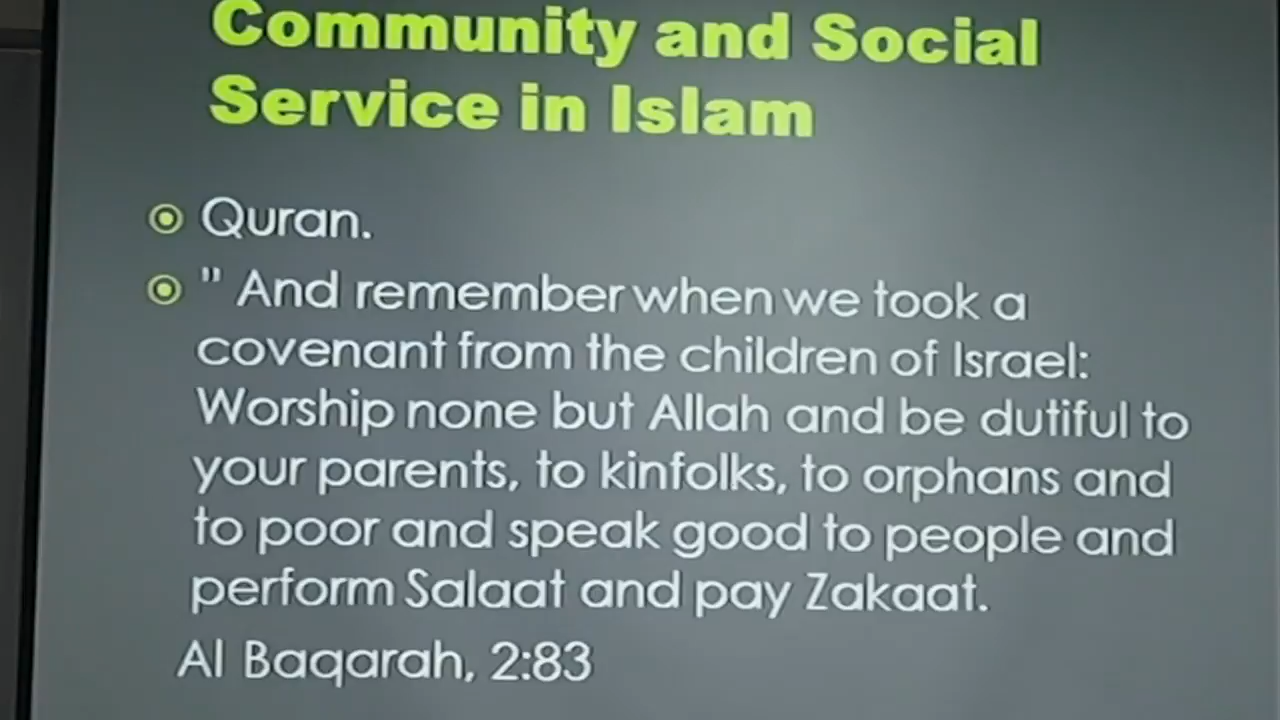 Community and Social
Service in Islam
Quran.
" And remember when we took a
covenant from the children of Israel:
Worship none but Allah and be dutiful to
your parents, to kinfolks, to orphans and
to poor and speak good to people and
perform Salaat and pay Zakaat.
Al Baqarah, 2:83